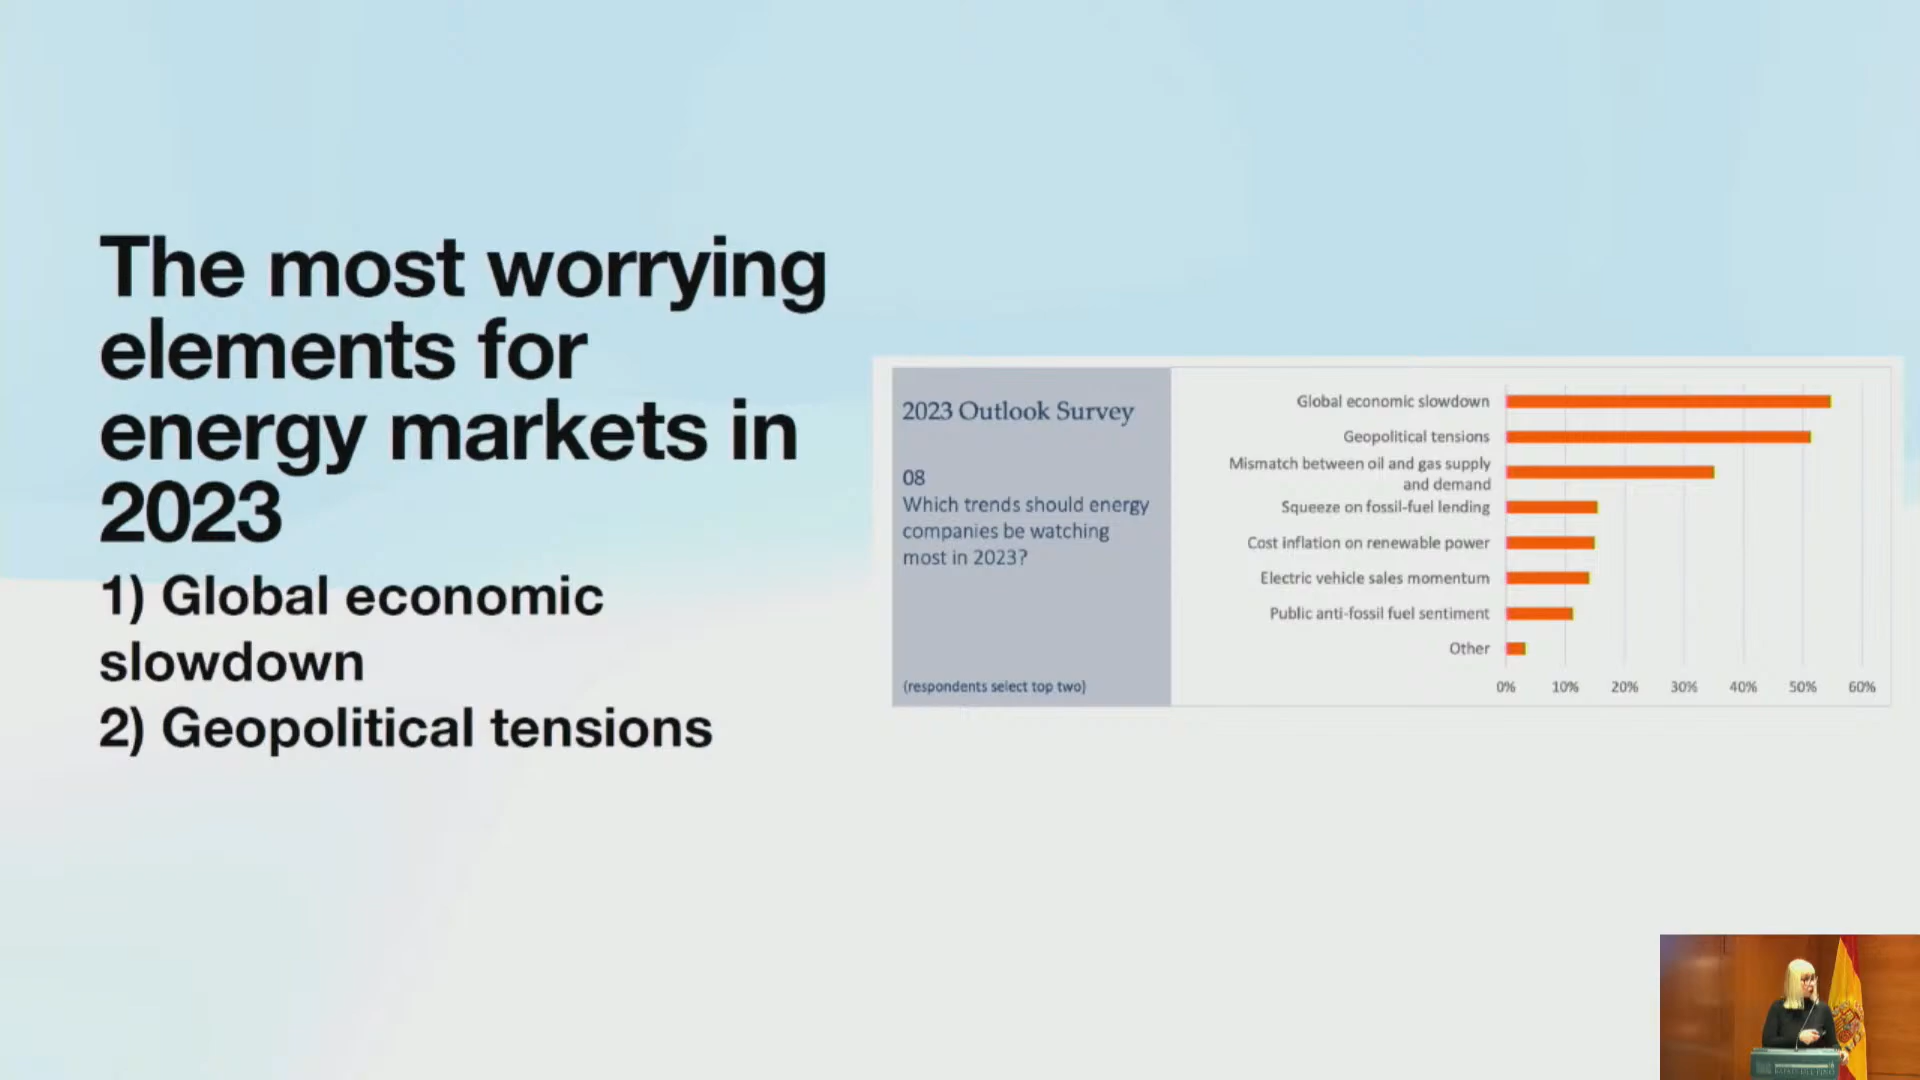 The most worrying
elements for
energy markets in
2023
1) Global economic
slowdown
2) Geopolitical tensions
2023 Outlook Survey
08
Which trends should energy
companies be watching
most in 2023?
(respondents select top two)
Global economic slowdown
Geopolitical tensions
Mismatch between oil and gas supply
and demand
Squeeze on fossil-fuel lending
Cost inflation on renewable power
Electric vehicle sales momentum
Public anti-fossil fuel sentiment
Other
0% 10% 20% 30% 40% 50% 60%